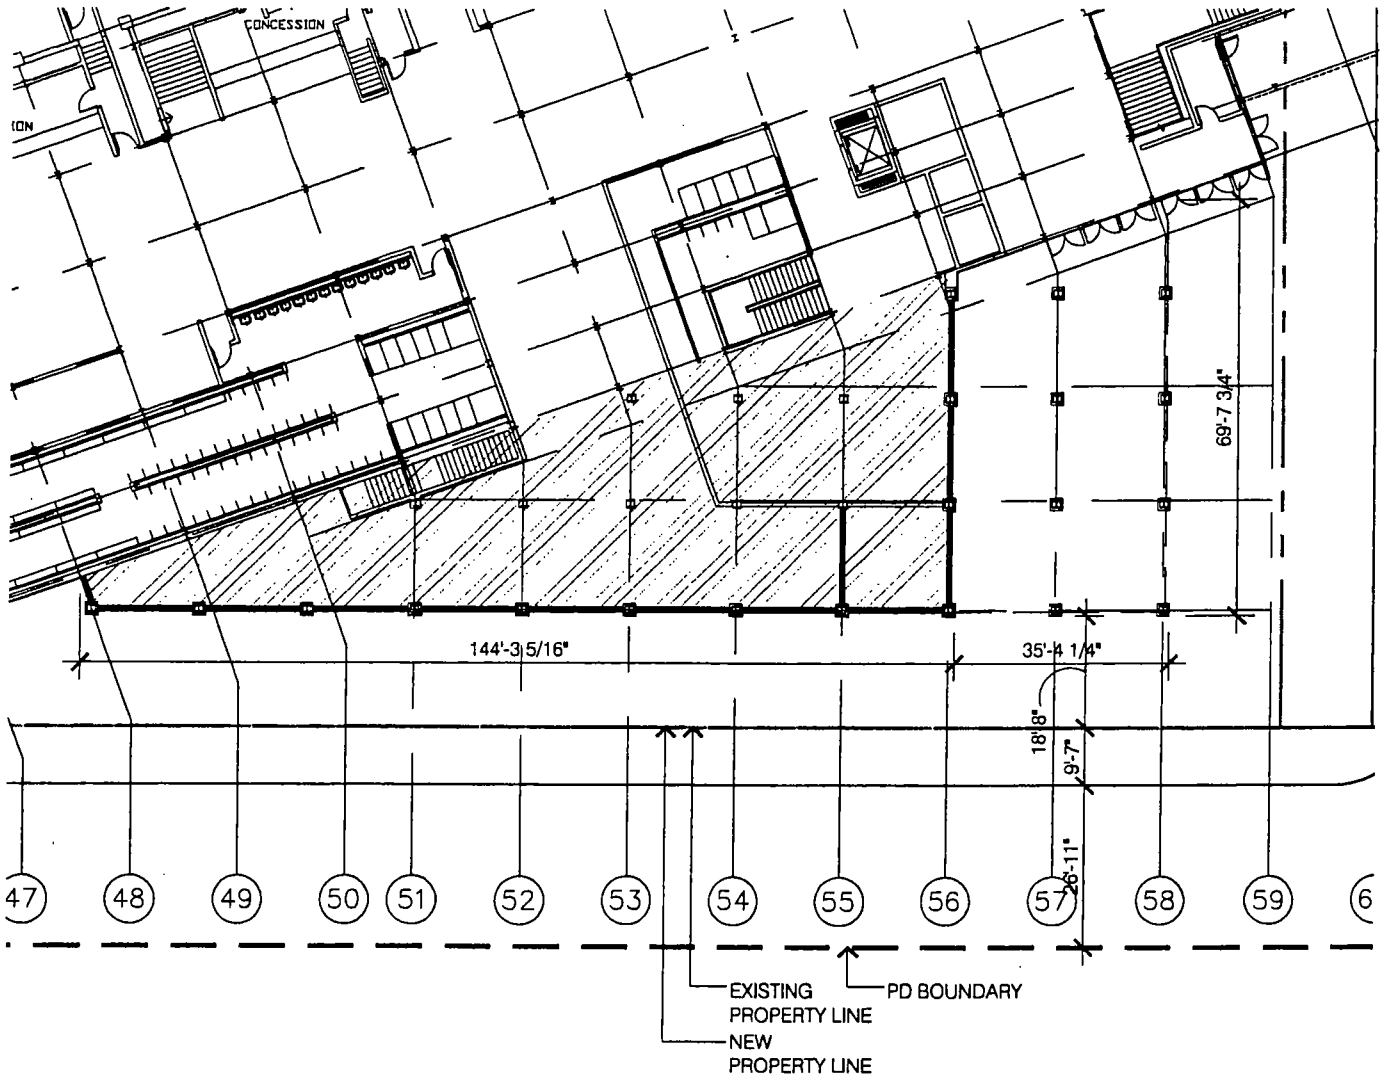 CONCESSION
ION
69'-7 3/4"
144'-3 5/16"
35'-4 1/4"
18'-8"
9'-7"
26'-11"
47
48
49
50
51
52
53
54
55
56
57
58
59
6
EXISTING
PROPERTY LINE
PD BOUNDARY
NEW
PROPERTY LINE